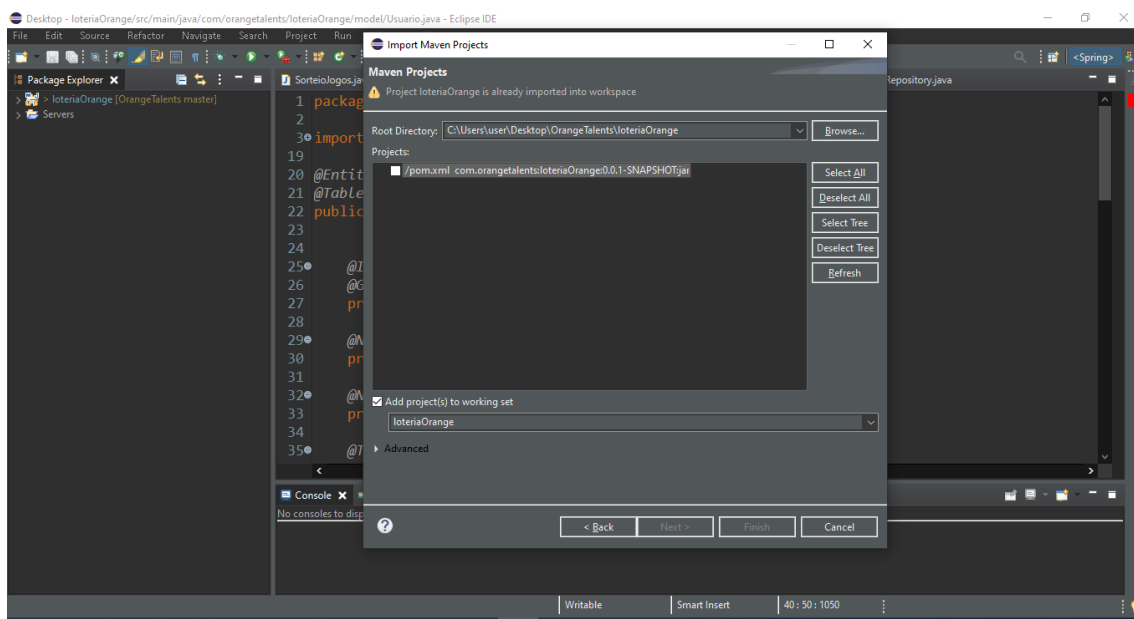 Desktop - loteriaOrange/src/main/java/com/orangetalents/loteriaOrange/model/Usuario.java - Eclipse IDE
File Edit Source Refactor Navigate Search Project Run
Import Maven Projects
<Spring>
Package Explorer
SorteioJogos.ja
Repository.java
Maven Projects
Project loteriaOrange is already imported into workspace
> loteriaOrange [OrangeTalents master]
Servers
Root Directory: C:\Users\user\Desktop\OrangeTalents\loteriaOrange
Browse...
Projects:
/pom.xml com.orangetalents:loteriaOrange:0.0.1-SNAPSHOT:jar
Select All
Deselect All
Select Tree
Deselect Tree
Refresh
1 packag
2
3 import
19
20 @Entit
21 @Table
22 public
23
24
25 @I
26 @G
27 pr
28
29 @N
30 pr
31
32 @N
33 pr
34
35 @T
Add project(s) to working set
loteriaOrange
Advanced
Console
No consoles to disp
< Back
Next >
Finish
Cancel
Writable
Smart Insert
40 : 50 : 1050